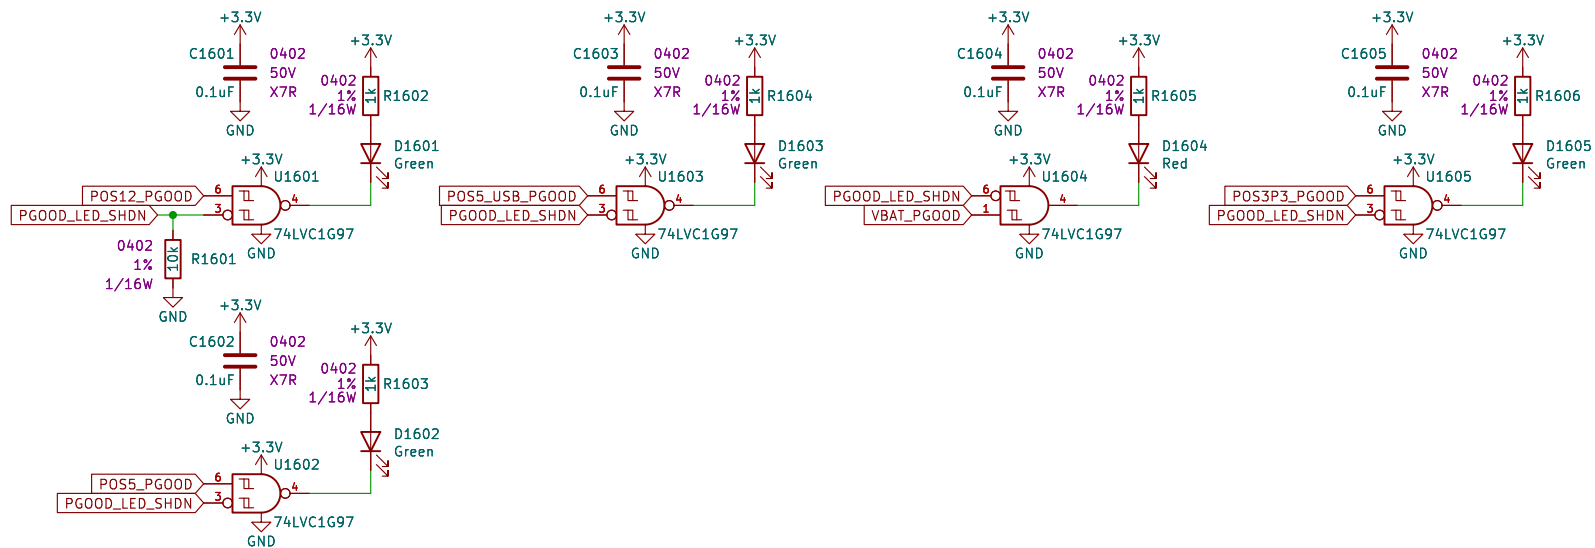 +3.3V
C1601
0402
50V
X7R
0.1uF
GND
+3.3V
0402
1%
1/16W
1k
R1602
D1601
Green
+3.3V
U1601
POS12_PGOOD
6
PGOOD_LED_SHDN
3
4
74LVC1G97
GND
0402
1%
1/16W
10k
R1601
GND
+3.3V
C1603
0402
50V
X7R
0.1uF
GND
+3.3V
0402
1%
1/16W
1k
R1604
D1603
Green
+3.3V
U1603
POS5_USB_PGOOD
6
PGOOD_LED_SHDN
3
4
74LVC1G97
GND
+3.3V
C1604
0402
50V
X7R
0.1uF
GND
+3.3V
0402
1%
1/16W
1k
R1605
D1604
Red
+3.3V
U1604
PGOOD_LED_SHDN
6
VBAT_PGOOD
1
4
74LVC1G97
GND
+3.3V
C1605
0402
50V
X7R
0.1uF
GND
+3.3V
0402
1%
1/16W
1k
R1606
D1605
Green
+3.3V
U1605
POS3P3_PGOOD
6
PGOOD_LED_SHDN
3
4
74LVC1G97
GND
+3.3V
C1602
0402
50V
X7R
0.1uF
GND
+3.3V
0402
1%
1/16W
1k
R1603
D1602
Green
+3.3V
U1602
POS5_PGOOD
6
PGOOD_LED_SHDN
3
4
74LVC1G97
GND